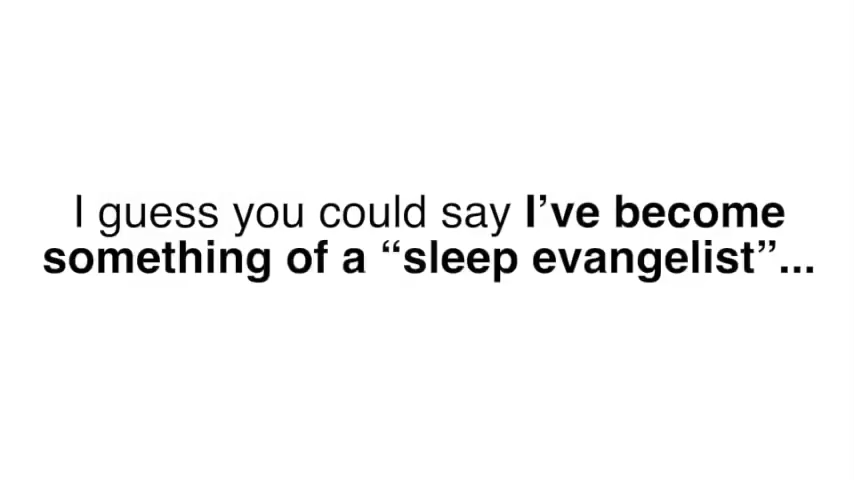 I guess you could say I’ve become
something of a “sleep evangelist”...